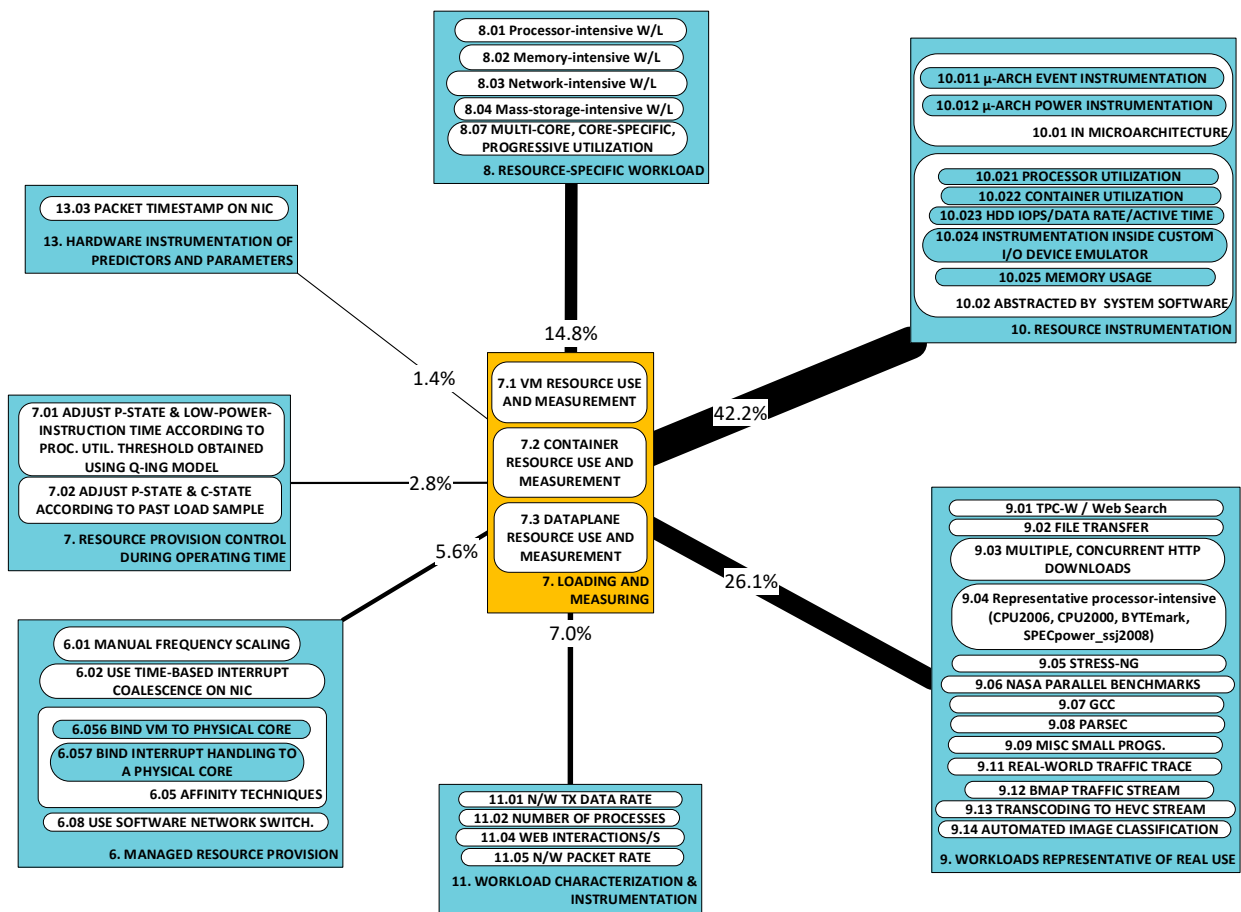 8.01 Processor-intensive W/L
8.02 Memory-intensive W/L
8.03 Network-intensive W/L
8.04 Mass-storage-intensive W/L
8.07 MULTI-CORE, CORE-SPECIFIC,
PROGRESSIVE UTILIZATION
8. RESOURCE-SPECIFIC WORKLOAD
10.011 µ-ARCH EVENT INSTRUMENTATION
10.012 µ-ARCH POWER INSTRUMENTATION
10.01 IN MICROARCHITECTURE
10.021 PROCESSOR UTILIZATION
10.022 CONTAINER UTILIZATION
10.023 HDD IOPS/DATA RATE/ACTIVE TIME
10.024 INSTRUMENTATION INSIDE CUSTOM
I/O DEVICE EMULATOR
10.025 MEMORY USAGE
10.02 ABSTRACTED BY SYSTEM SOFTWARE
10. RESOURCE INSTRUMENTATION
13.03 PACKET TIMESTAMP ON NIC
13. HARDWARE INSTRUMENTATION OF
PREDICTORS AND PARAMETERS
14.8%
1.4%
42.2%
2.8%
5.6%
26.1%
7.0%
7.1 VM RESOURCE USE
AND MEASUREMENT
7.2 CONTAINER
RESOURCE USE AND
MEASUREMENT
7.3 DATAPLANE
RESOURCE USE AND
MEASUREMENT
7. LOADING AND
MEASURING
7.01 ADJUST P-STATE & LOW-POWER-
INSTRUCTION TIME ACCORDING TO
PROC. UTIL. THRESHOLD OBTAINED
USING Q-ING MODEL
7.02 ADJUST P-STATE & C-STATE
ACCORDING TO PAST LOAD SAMPLE
7. RESOURCE PROVISION CONTROL
DURING OPERATING TIME
6.01 MANUAL FREQUENCY SCALING
6.02 USE TIME-BASED INTERRUPT
COALESCENCE ON NIC
6.056 BIND VM TO PHYSICAL CORE
6.057 BIND INTERRUPT HANDLING TO
A PHYSICAL CORE
6.05 AFFINITY TECHNIQUES
6.08 USE SOFTWARE NETWORK SWITCH.
6. MANAGED RESOURCE PROVISION
11.01 N/W TX DATA RATE
11.02 NUMBER OF PROCESSES
11.04 WEB INTERACTIONS/S
11.05 N/W PACKET RATE
11. WORKLOAD CHARACTERIZATION &
INSTRUMENTATION
9.01 TPC-W / Web Search
9.02 FILE TRANSFER
9.03 MULTIPLE, CONCURRENT HTTP
DOWNLOADS
9.04 Representative processor-intensive
(CPU2006, CPU2000, BYTEmark,
SPECpower_ssj2008)
9.05 STRESS-NG
9.06 NASA PARALLEL BENCHMARKS
9.07 GCC
9.08 PARSEC
9.09 MISC SMALL PROGS.
9.11 REAL-WORLD TRAFFIC TRACE
9.12 BMAP TRAFFIC STREAM
9.13 TRANSCODING TO HEVC STREAM
9.14 AUTOMATED IMAGE CLASSIFICATION
9. WORKLOADS REPRESENTATIVE OF REAL USE